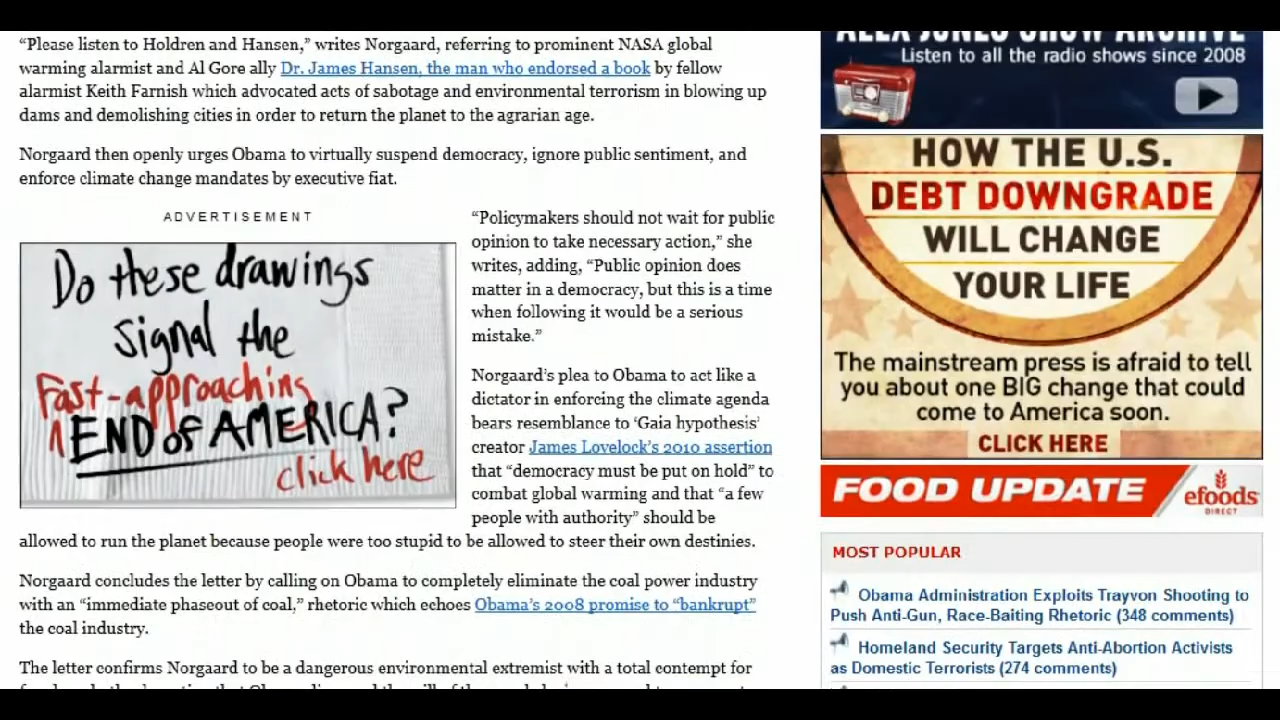 “Please listen to Holdren and Hansen,” writes Norgaard, referring to prominent NASA global
warming alarmist and Al Gore ally Dr. James Hansen, the man who endorsed a book by fellow
alarmist Keith Farnish which advocated acts of sabotage and environmental terrorism in blowing up
dams and demolishing cities in order to return the planet to the agrarian age.
Norgaard then openly urges Obama to virtually suspend democracy, ignore public sentiment, and
enforce climate change mandates by executive fiat.
ADVERTISEMENT
Do these drawings
signal the
Fast-approaching
END of AMERICA?
click here
“Policymakers should not wait for public
opinion to take necessary action,” she
writes, adding, “Public opinion does
matter in a democracy, but this is a time
when following it would be a serious
mistake.”
Norgaard’s plea to Obama to act like a
dictator in enforcing the climate agenda
bears resemblance to ‘Gaia hypothesis’
creator James Lovelock’s 2010 assertion
that “democracy must be put on hold” to
combat global warming and that “a few
people with authority” should be
allowed to run the planet because people were too stupid to be allowed to steer their own destinies.
Norgaard concludes the letter by calling on Obama to completely eliminate the coal power industry
with an “immediate phaseout of coal,” rhetoric which echoes Obama’s 2008 promise to “bankrupt”
the coal industry.
The letter confirms Norgaard to be a dangerous environmental extremist with a total contempt for
ALEX JONES SHOW ARCHIVE
Listen to all the radio shows since 2008
HOW THE U.S.
DEBT DOWNGRADE
WILL CHANGE
YOUR LIFE
The mainstream press is afraid to tell
you about one BIG change that could
come to America soon.
CLICK HERE
FOOD UPDATE
efoods
DIRECT
MOST POPULAR
Obama Administration Exploits Trayvon Shooting to
Push Anti-Gun, Race-Baiting Rhetoric (348 comments)
Homeland Security Targets Anti-Abortion Activists
as Domestic Terrorists (274 comments)